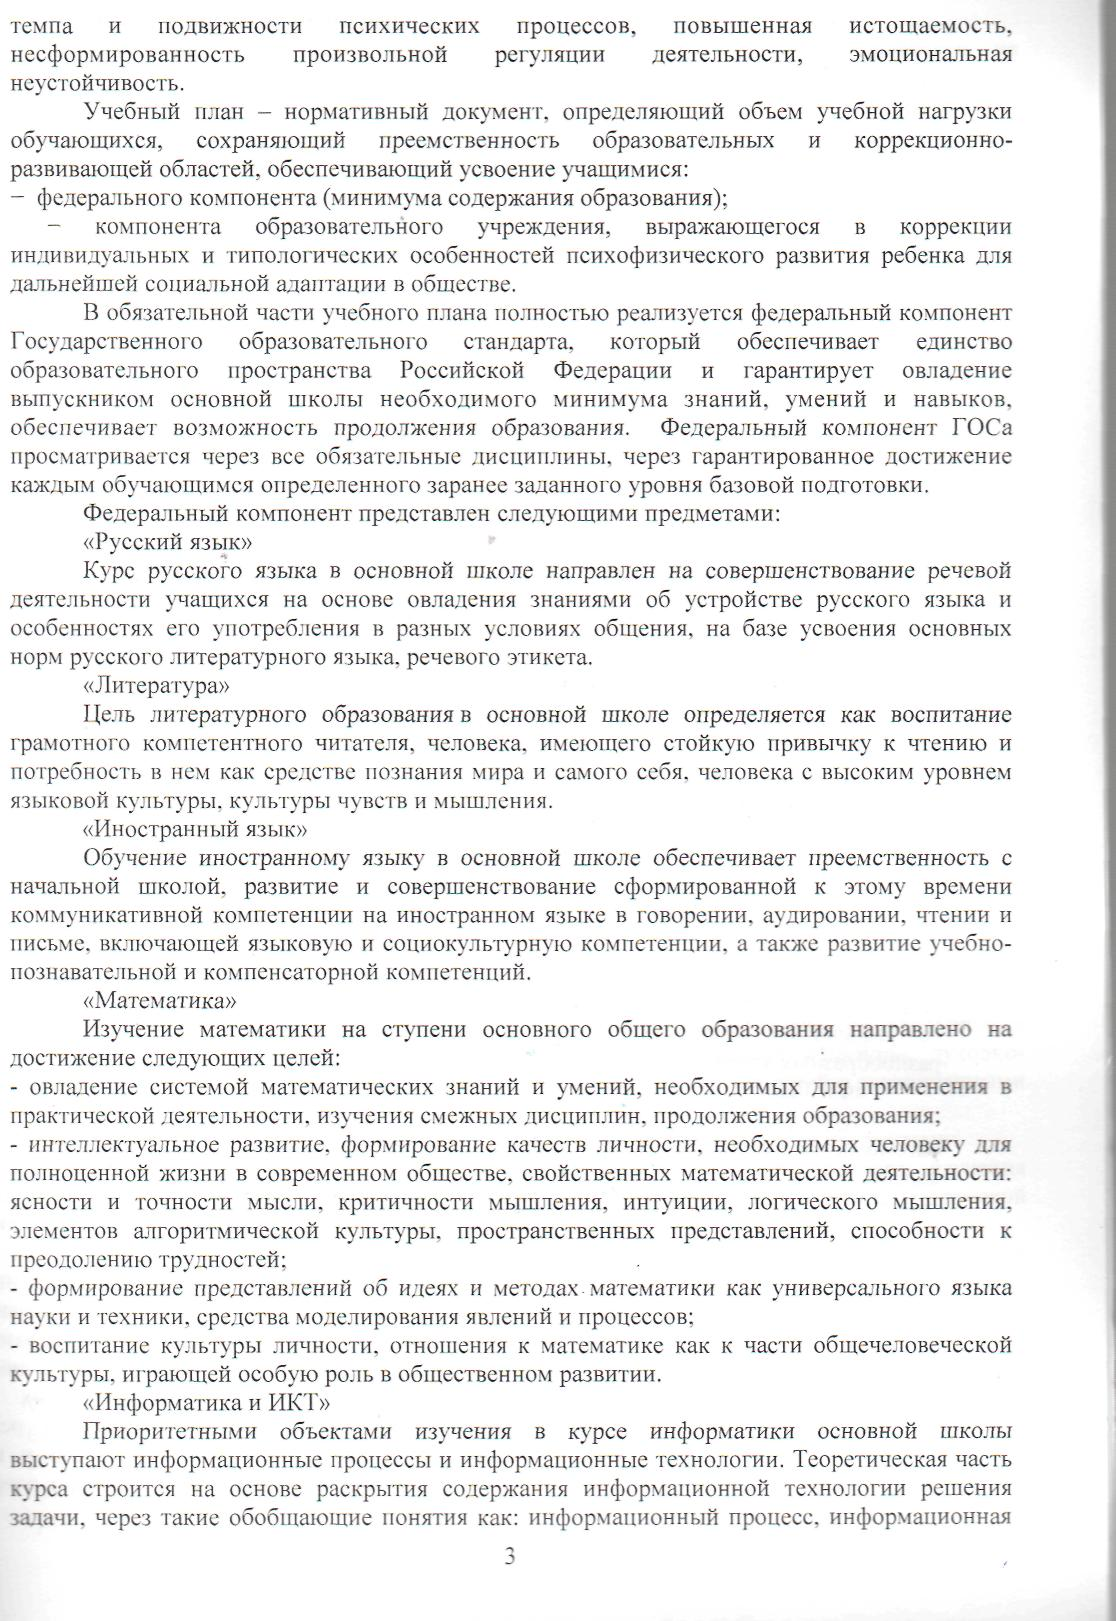 темпа и подвижности психических процессов, повышенная истощаемость,
несформированность произвольной регуляции деятельности, эмоциональная
неустойчивость.
Учебный план – нормативный документ, определяющий объем учебной нагрузки
обучающихся, сохраняющий преемственность образовательных и коррекционно-
развивающей областей, обеспечивающий усвоение учащимися:
− федерального компонента (минимума содержания образования);
− компонента образовательного учреждения, выражающегося в коррекции
индивидуальных и типологических особенностей психофизического развития ребенка для
дальнейшей социальной адаптации в обществе.
В обязательной части учебного плана полностью реализуется федеральный компонент
Государственного образовательного стандарта, который обеспечивает единство
образовательного пространства Российской Федерации и гарантирует овладение
выпускником основной школы необходимого минимума знаний, умений и навыков,
обеспечивает возможность продолжения образования. Федеральный компонент ГОСа
просматривается через все обязательные дисциплины, через гарантированное достижение
каждым обучающимся определенного заранее заданного уровня базовой подготовки.
Федеральный компонент представлен следующими предметами:
«Русский язык»
Курс русского языка в основной школе направлен на совершенствование речевой
деятельности учащихся на основе овладения знаниями об устройстве русского языка и
особенностях его употребления в разных условиях общения, на базе усвоения основных
норм русского литературного языка, речевого этикета.
«Литература»
Цель литературного образования в основной школе определяется как воспитание
грамотного компетентного читателя, человека, имеющего стойкую привычку к чтению и
потребность в нем как средстве познания мира и самого себя, человека с высоким уровнем
языковой культуры, культуры чувств и мышления.
«Иностранный язык»
Обучение иностранному языку в основной школе обеспечивает преемственность с
начальной школой, развитие и совершенствование сформированной к этому времени
коммуникативной компетенции на иностранном языке в говорении, аудировании, чтении и
письме, включающей языковую и социокультурную компетенции, а также развитие учебно-
познавательной и компенсаторной компетенций.
«Математика»
Изучение математики на ступени основного общего образования направлено на
достижение следующих целей:
- овладение системой математических знаний и умений, необходимых для применения в
практической деятельности, изучения смежных дисциплин, продолжения образования;
- интеллектуальное развитие, формирование качеств личности, необходимых человеку для
полноценной жизни в современном обществе, свойственных математической деятельности:
ясности и точности мысли, критичности мышления, интуиции, логического мышления,
элементов алгоритмической культуры, пространственных представлений, способности к
преодолению трудностей;
- формирование представлений об идеях и методах математики как универсального языка
науки и техники, средства моделирования явлений и процессов;
- воспитание культуры личности, отношения к математике как к части общечеловеческой
культуры, играющей особую роль в общественном развитии.
«Информатика и ИКТ»
Приоритетными объектами изучения в курсе информатики основной школы
выступают информационные процессы и информационные технологии. Теоретическая часть
курса строится на основе раскрытия содержания информационной технологии решения
задачи, через такие обобщающие понятия как: информационный процесс, информационная
3